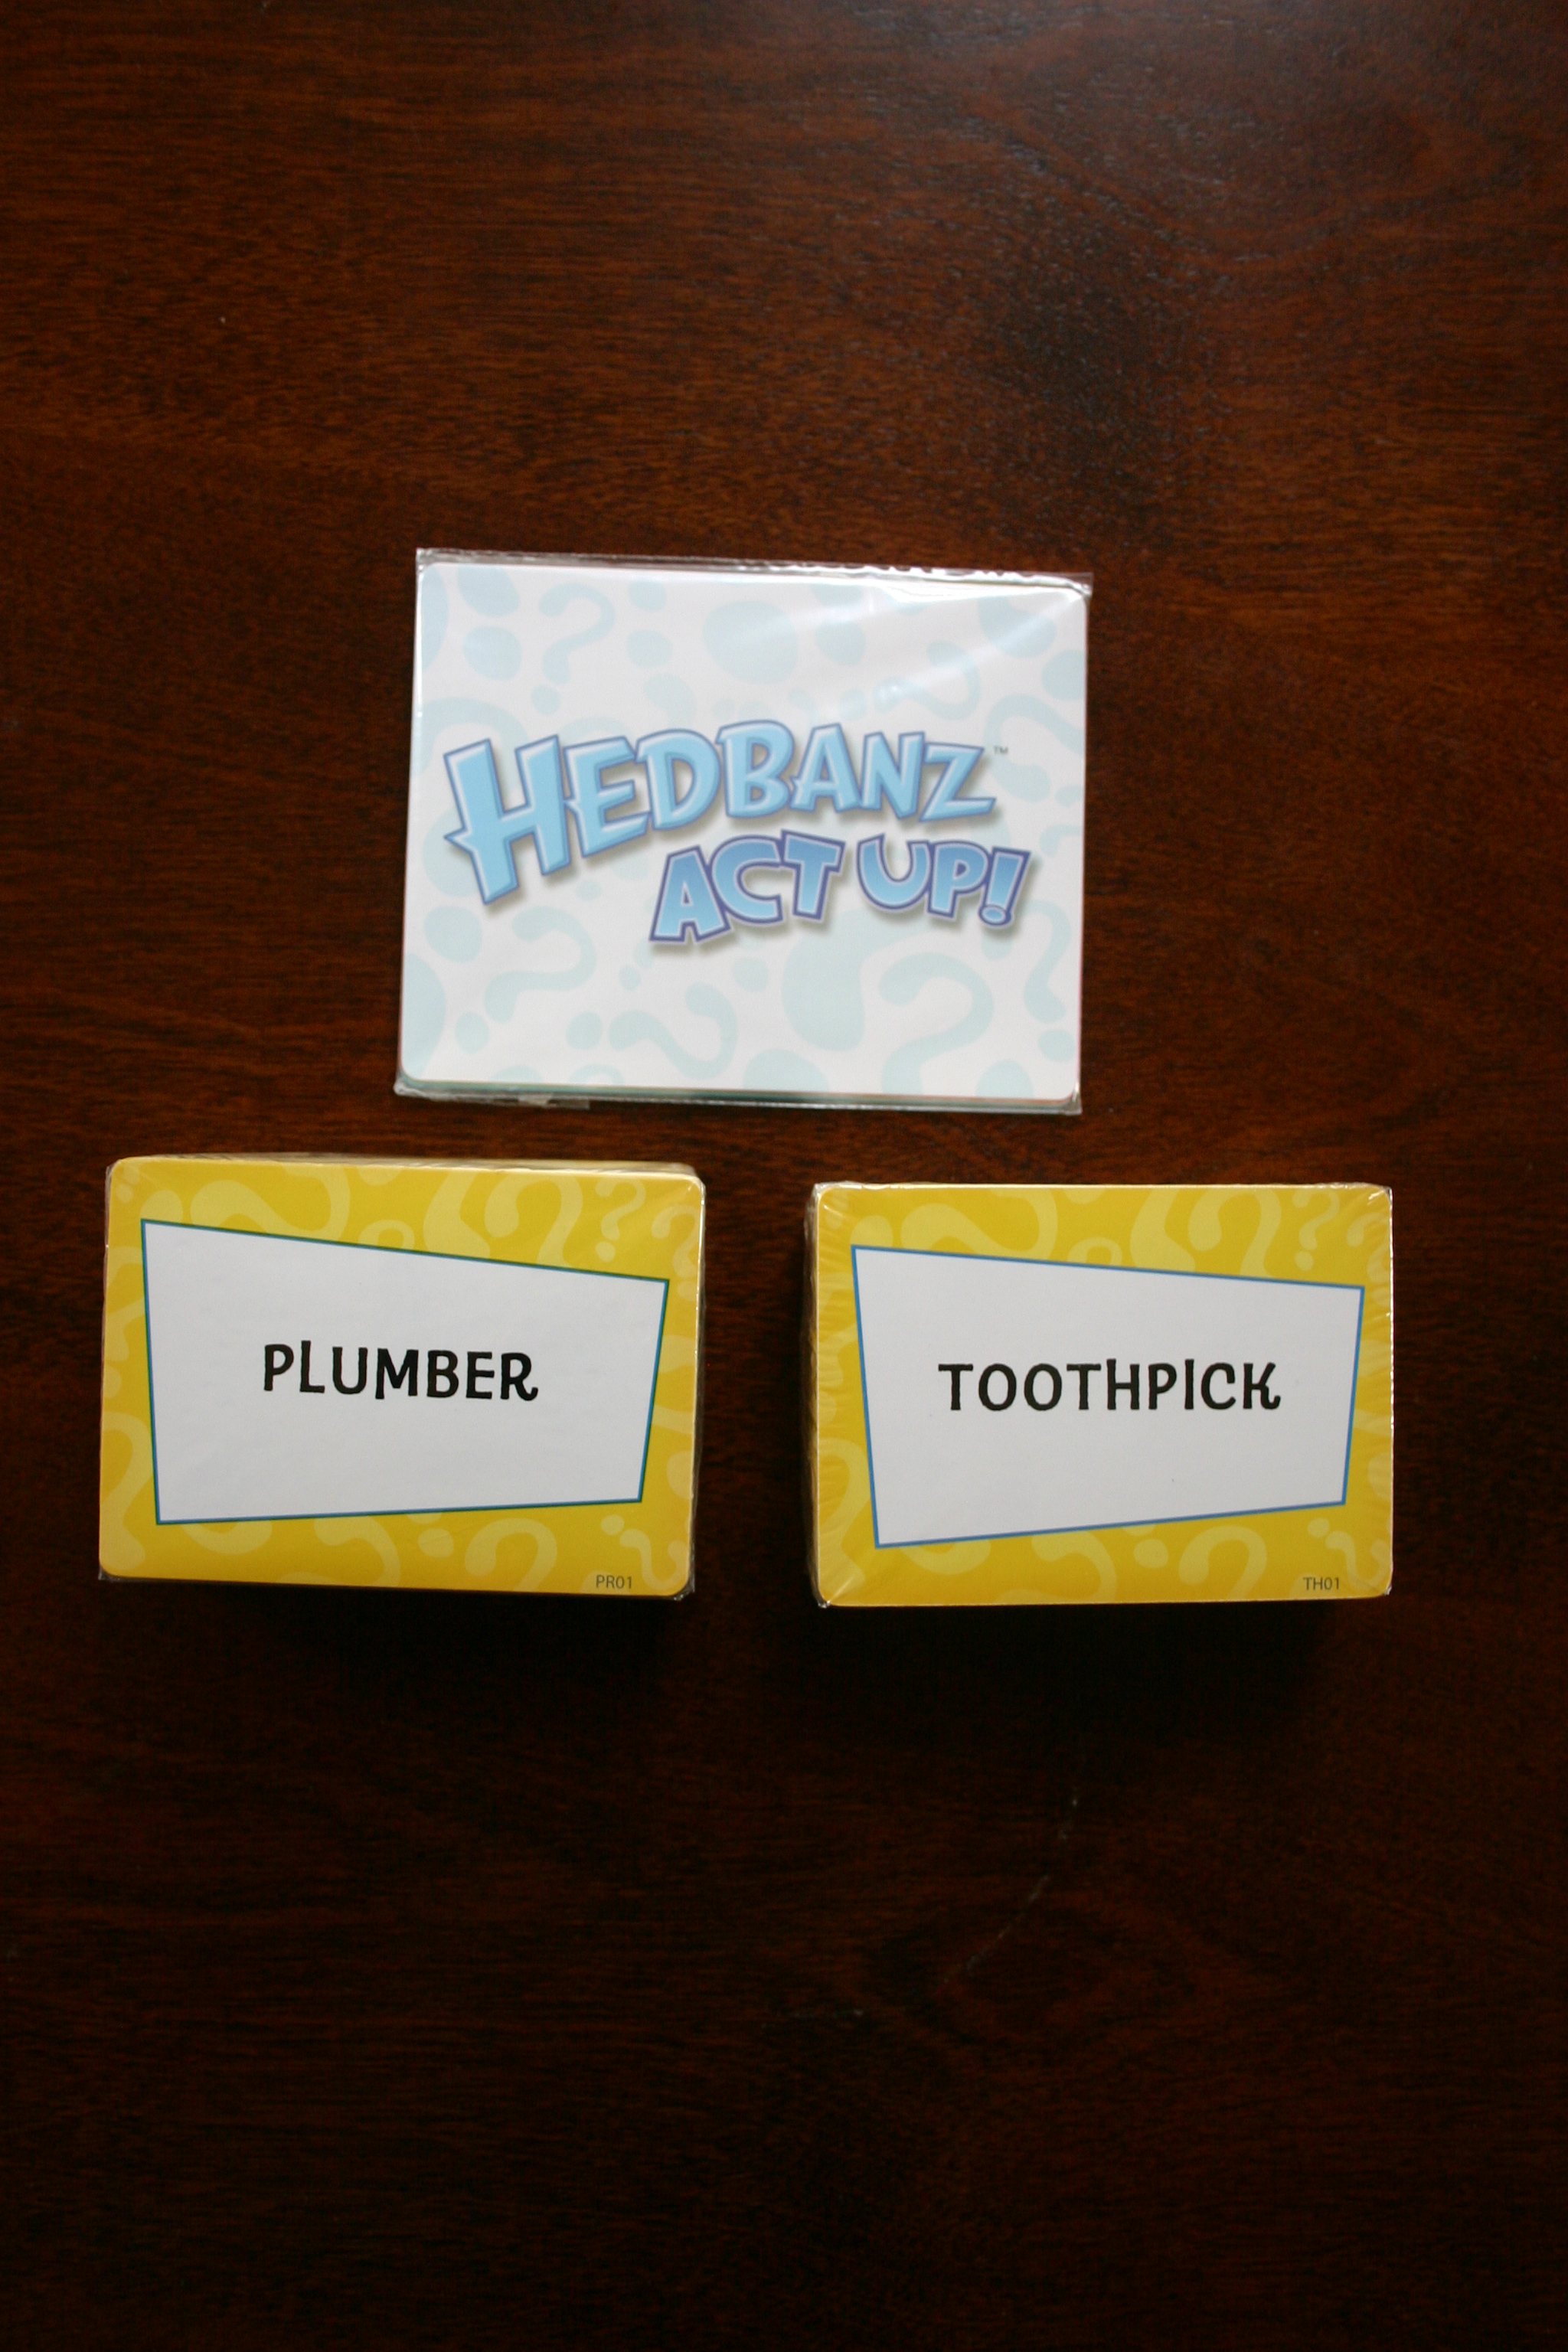 HEDBANZ™
ACT UP!
PLUMBER
PR01
TOOTHPICK
TH01